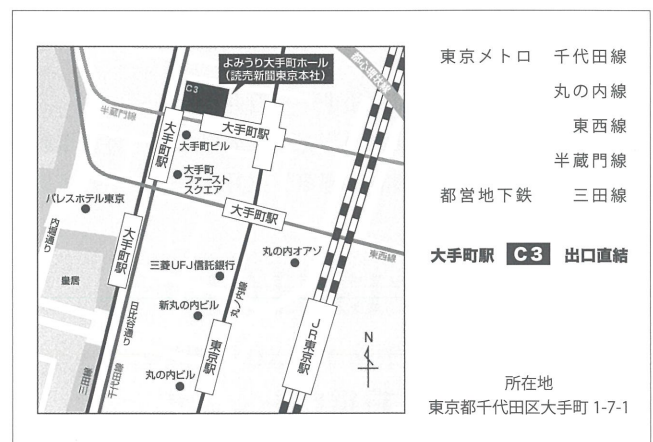 よみうり大手町ホール
(読売新聞東京本社)
C3
都心環状線
半蔵門線
大手町駅
大手町駅
大手町ビル
大手町
ファースト
スクエア
パレスホテル東京
内堀通り
大手町駅
大手町駅
東西線
丸の内オアゾ
皇居
三菱UFJ信託銀行
丸ノ内線
日比谷通り
新丸の内ビル
東京駅
JR東京駅
N
丸の内ビル
三田線
千代田線
東京メトロ 千代田線
丸の内線
東西線
半蔵門線
都営地下鉄 三田線
大手町駅 C3 出口直結
所在地
東京都千代田区大手町 1-7-1